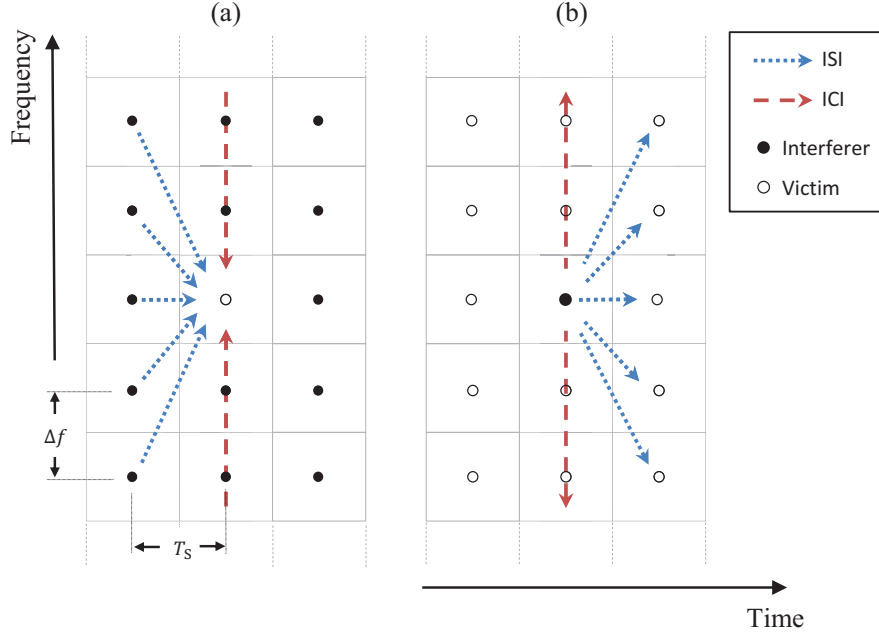 (a)
(b)
Frequency
ISI
ICI
Interferer
Victim
Δf
T_S
Time